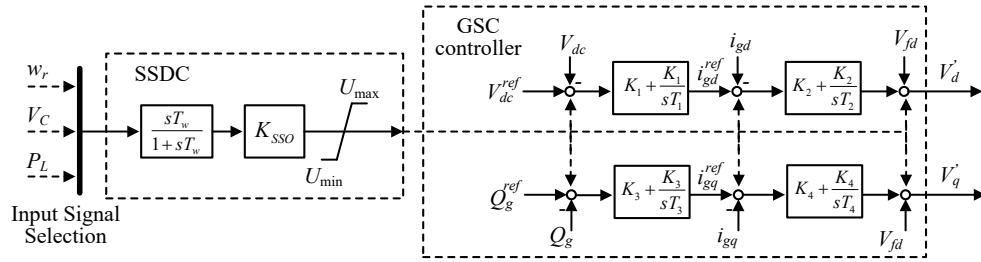 w_r
V_C
P_L
Input Signal
Selection
SSDC
sT_w
1+sT_w
K_SSO
U_max
U_min
GSC
controller
V_dc
V_dc^ref
-
K_1 + K_1
sT_1
i_gd^ref
i_gd
-
K_2 + K_2
sT_2
V_fd
V_d'
Q_g^ref
-
Q_g
K_3 + K_3
sT_3
i_gq^ref
-
i_gq
K_4 + K_4
sT_4
V_fd
V_q'